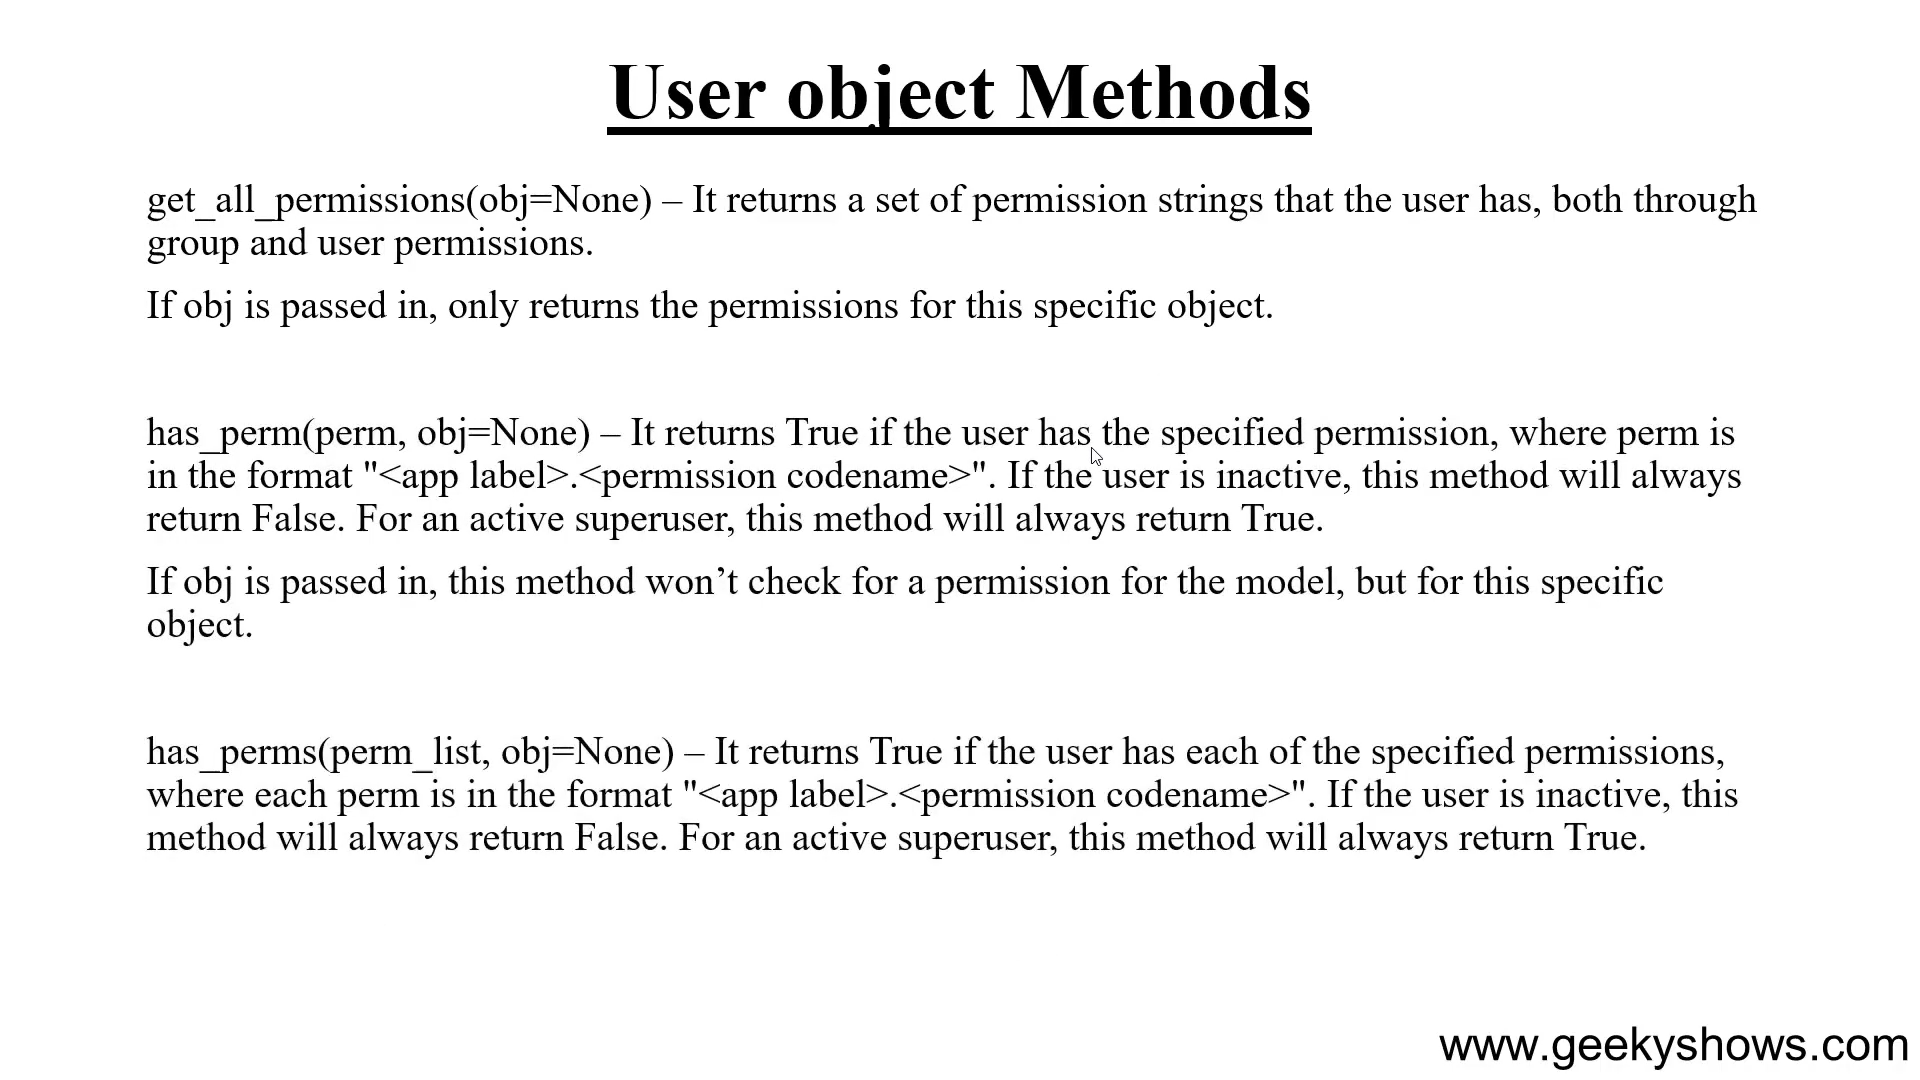 User object Methods
get_all_permissions(obj=None) – It returns a set of permission strings that the user has, both through
group and user permissions.
If obj is passed in, only returns the permissions for this specific object.
has_perm(perm, obj=None) – It returns True if the user has the specified permission, where perm is
in the format "<app label>.<permission codename>". If the user is inactive, this method will always
return False. For an active superuser, this method will always return True.
If obj is passed in, this method won’t check for a permission for the model, but for this specific
object.
has_perms(perm_list, obj=None) – It returns True if the user has each of the specified permissions,
where each perm is in the format "<app label>.<permission codename>". If the user is inactive, this
method will always return False. For an active superuser, this method will always return True.
www.geekyshows.com